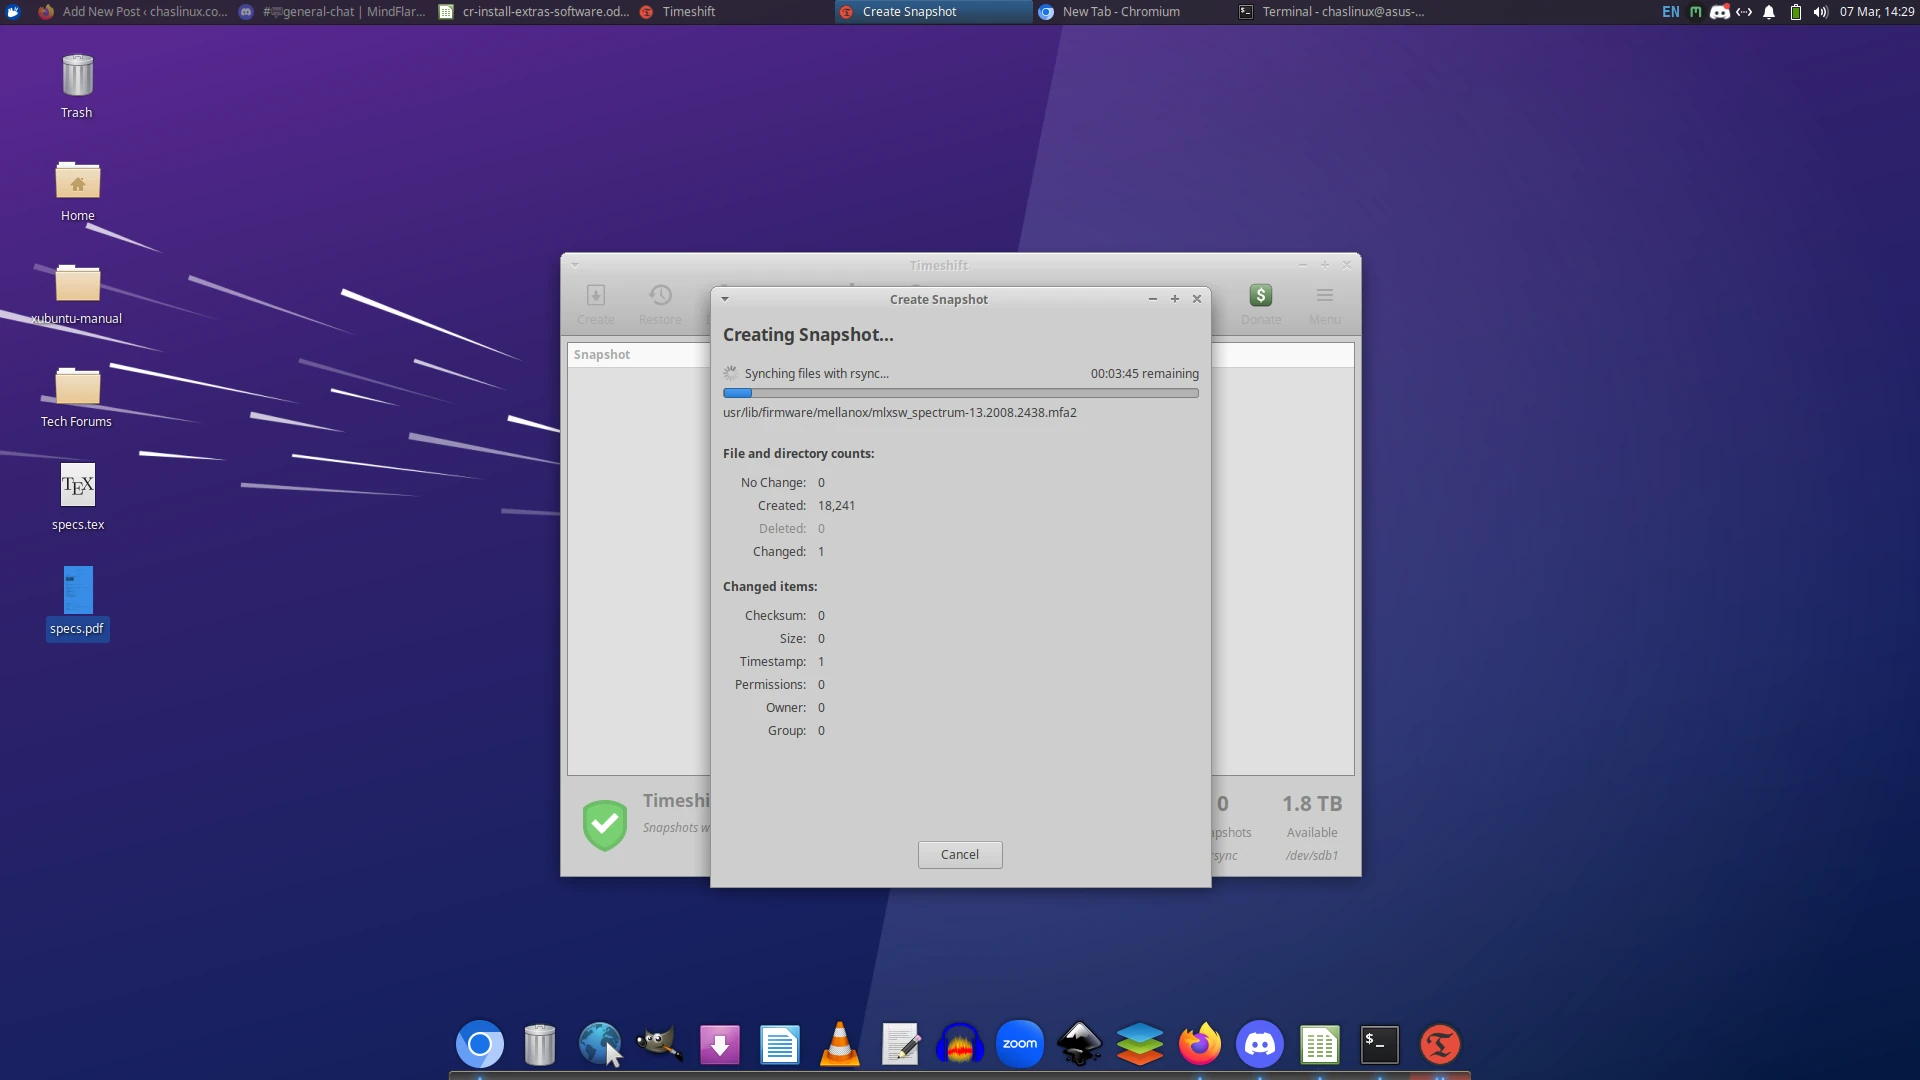 Add New Post ‹ chaslinux.co...
general-chat | MindFlar...
cr-install-extras-software.od...
Timeshift
Create Snapshot
New Tab - Chromium
Terminal - chaslinux@asus-...
EN
07 Mar, 14:29
Trash
Home
xubuntu-manual
Tech Forums
TEX
specs.tex
specs.pdf
Timeshift
Create
Restore
Donate
Menu
Snapshot
Create Snapshot
Creating Snapshot...
Synching files with rsync...
00:03:45 remaining
usr/lib/firmware/mellanox/mlxsw_spectrum-13.2008.2438.mfa2
File and directory counts:
No Change: 0
Created: 18,241
Deleted: 0
Changed: 1
Changed items:
Checksum: 0
Size: 0
Timestamp: 1
Permissions: 0
Owner: 0
Group: 0
Cancel
Timeshi
Snapshots w
0
apshots
sync
1.8 TB
Available
/dev/sdb1
zoom